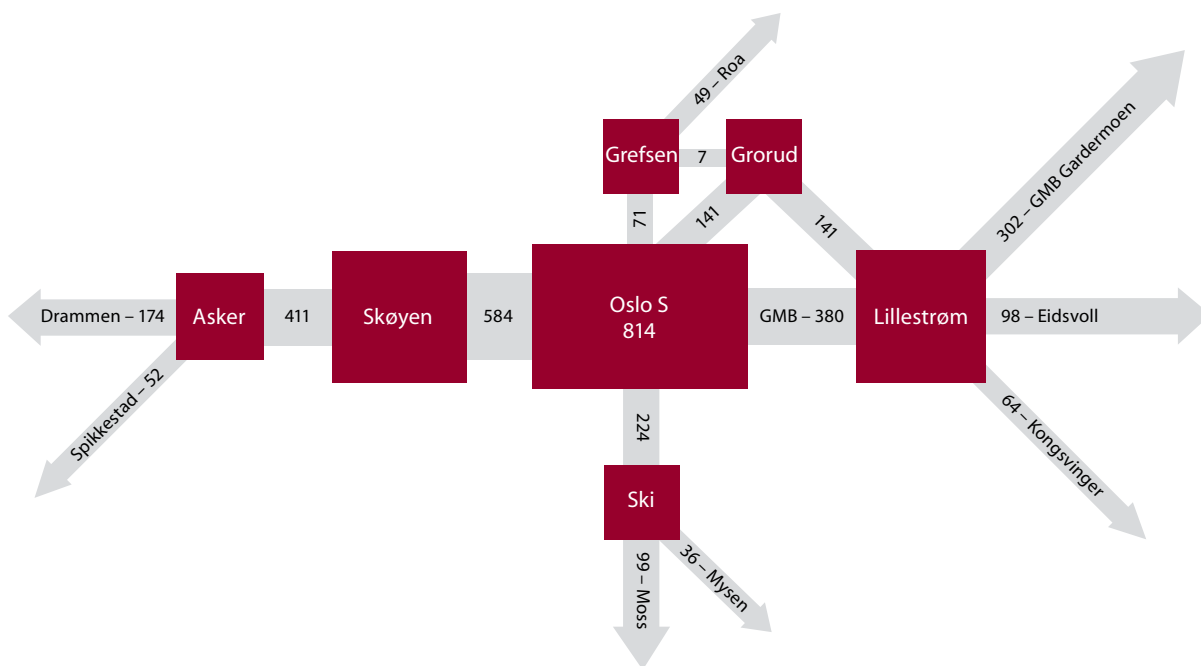 49 – Roa
Grefsen
7
Grorud
302 – GMB Gardermoen
71
141
141
Drammen – 174
Asker
411
Skøyen
584
Oslo S
814
GMB – 380
Lillestrøm
98 – Eidsvoll
Spikkestad – 52
224
64 – Kongsvinger
Ski
99 – Moss
36 – Mysen